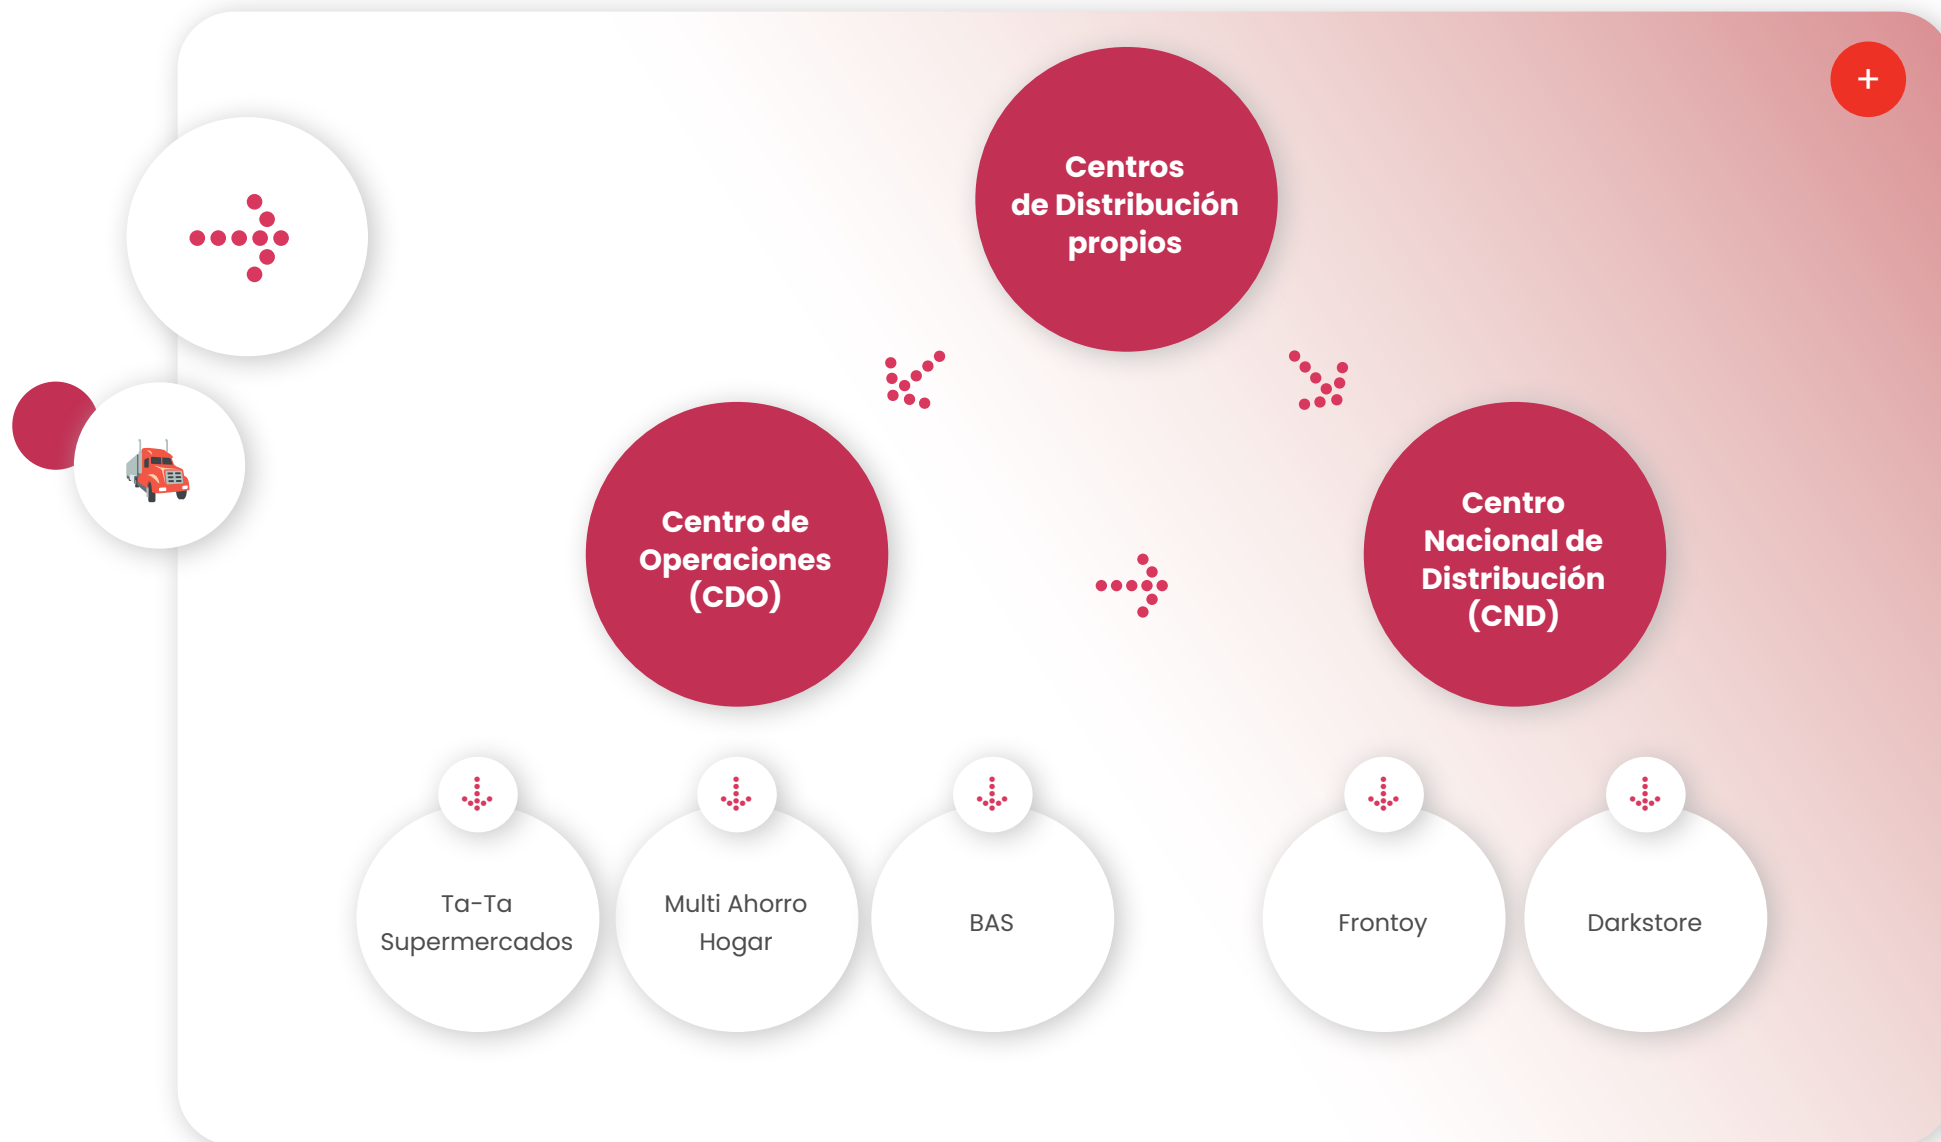 +
Centros
de Distribución
propios
Centro de
Operaciones
(CDO)
Centro
Nacional de
Distribución
(CND)
Ta-Ta
Supermercados
Multi Ahorro
Hogar
BAS
Frontoy
Darkstore